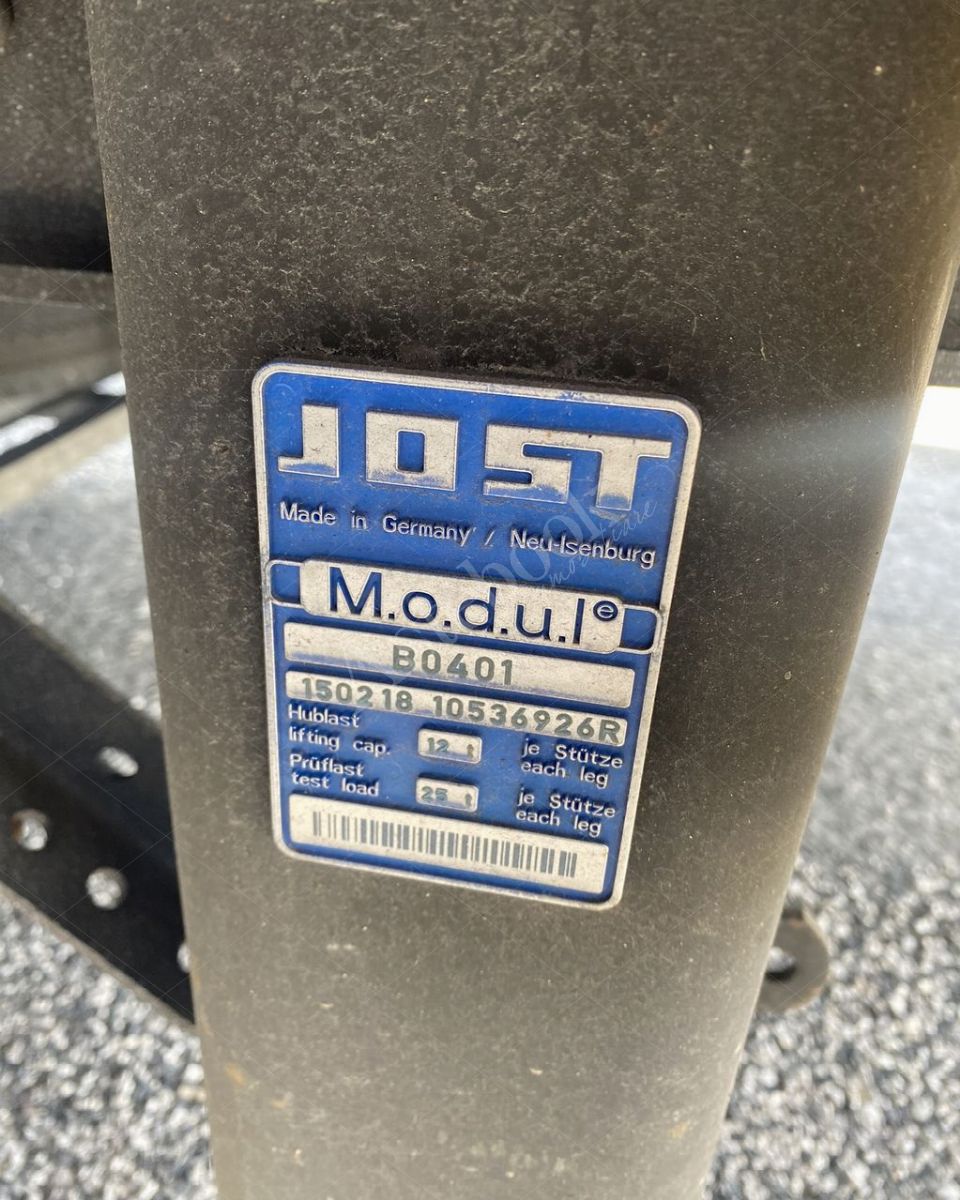 JOST
Made in Germany / Neu-Isenburg
M.o.d.u.l e
B0401
150218 10536926R
Hublast
lifting cap. 12 t je Stütze
each leg
Prüflast
test load 25 t je Stütze
each leg